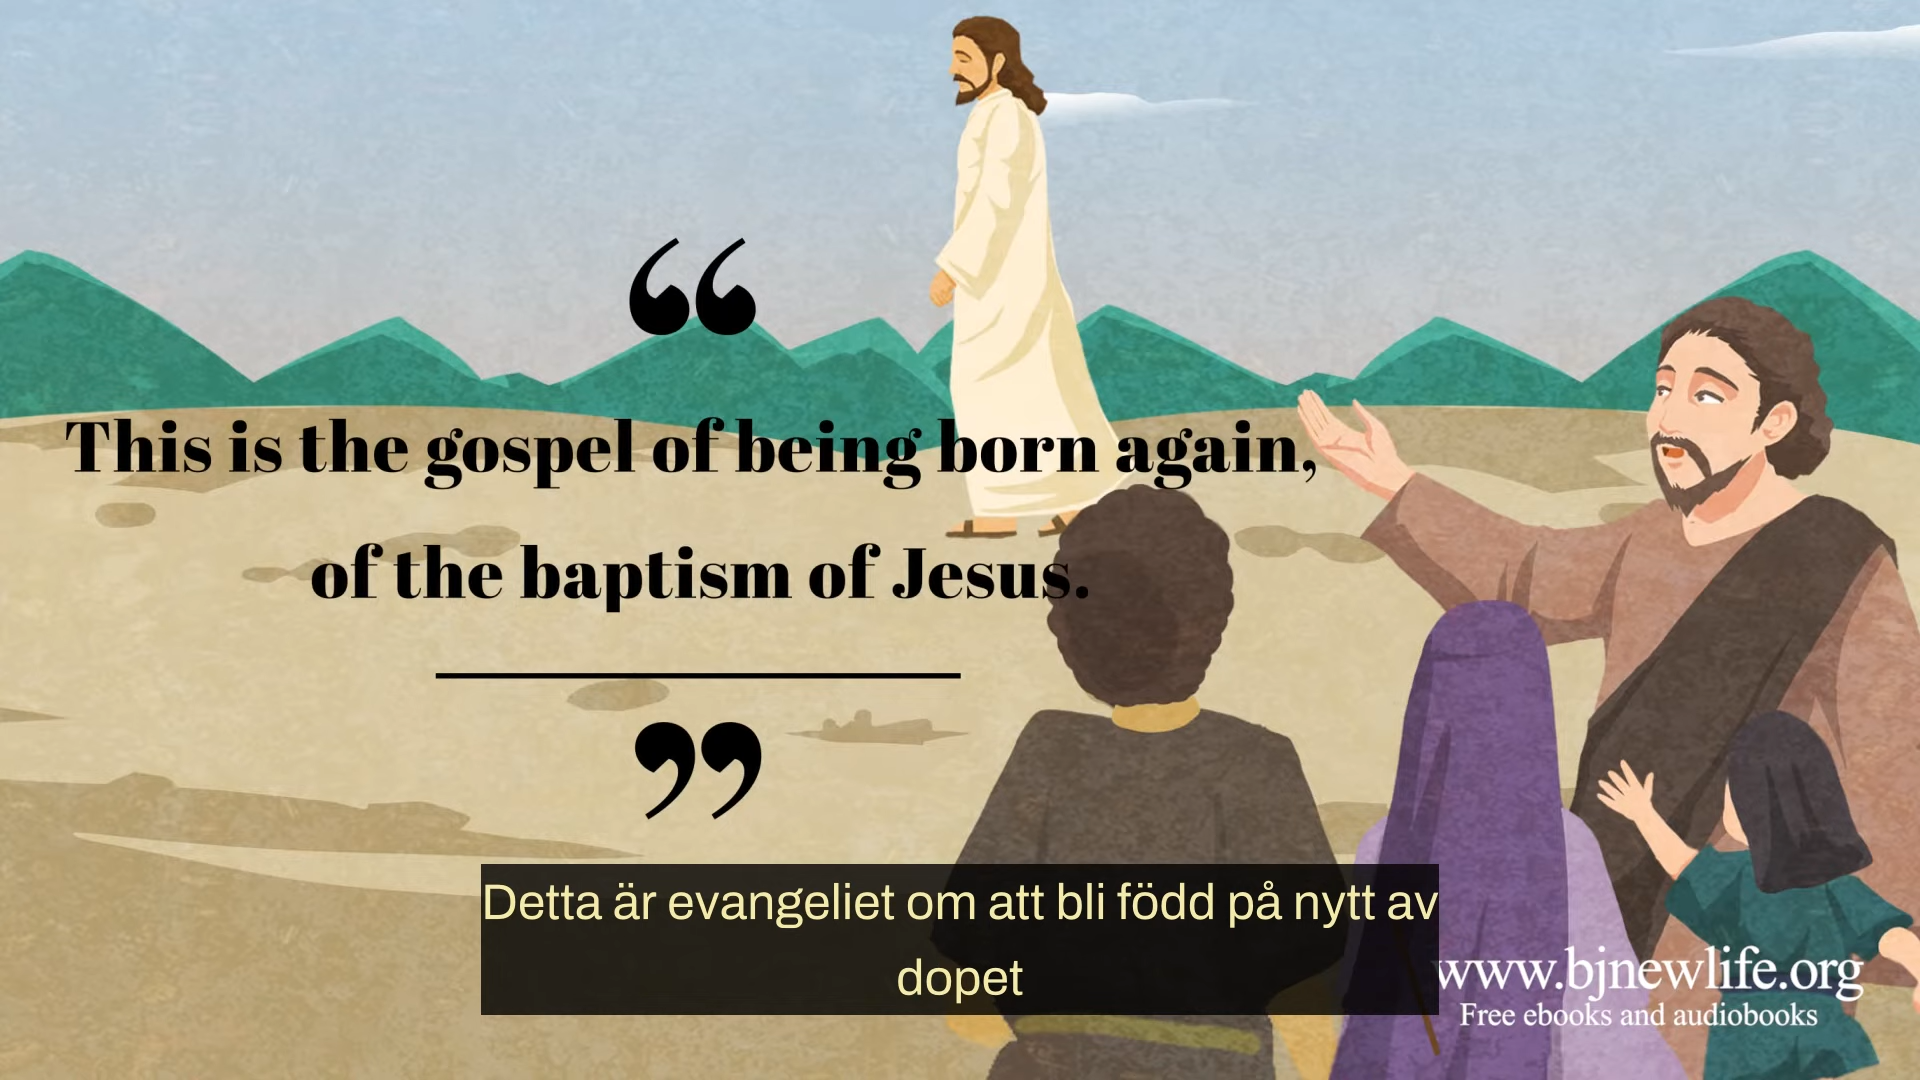 “
This is the gospel of being born again,
of the baptism of Jesus.
”
Detta är evangeliet om att bli född på nytt av
dopet
www.bjnewlife.org
Free ebooks and audiobooks